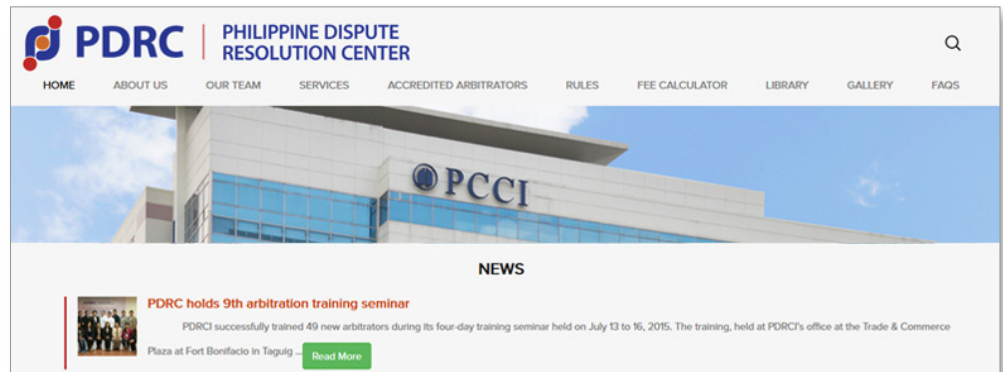 PDRC
PHILIPPINE DISPUTE
RESOLUTION CENTER
HOME ABOUT US OUR TEAM SERVICES ACCREDITED ARBITRATORS RULES FEE CALCULATOR LIBRARY GALLERY FAQS
PCCI
NEWS
PDRC holds 9th arbitration training seminar
PDRCI successfully trained 49 new arbitrators during its four-day training seminar held on July 13 to 16, 2015. The training, held at PDRCI's office at the Trade & Commerce
Plaza at Fort Bonifacio in Taguig ... Read More